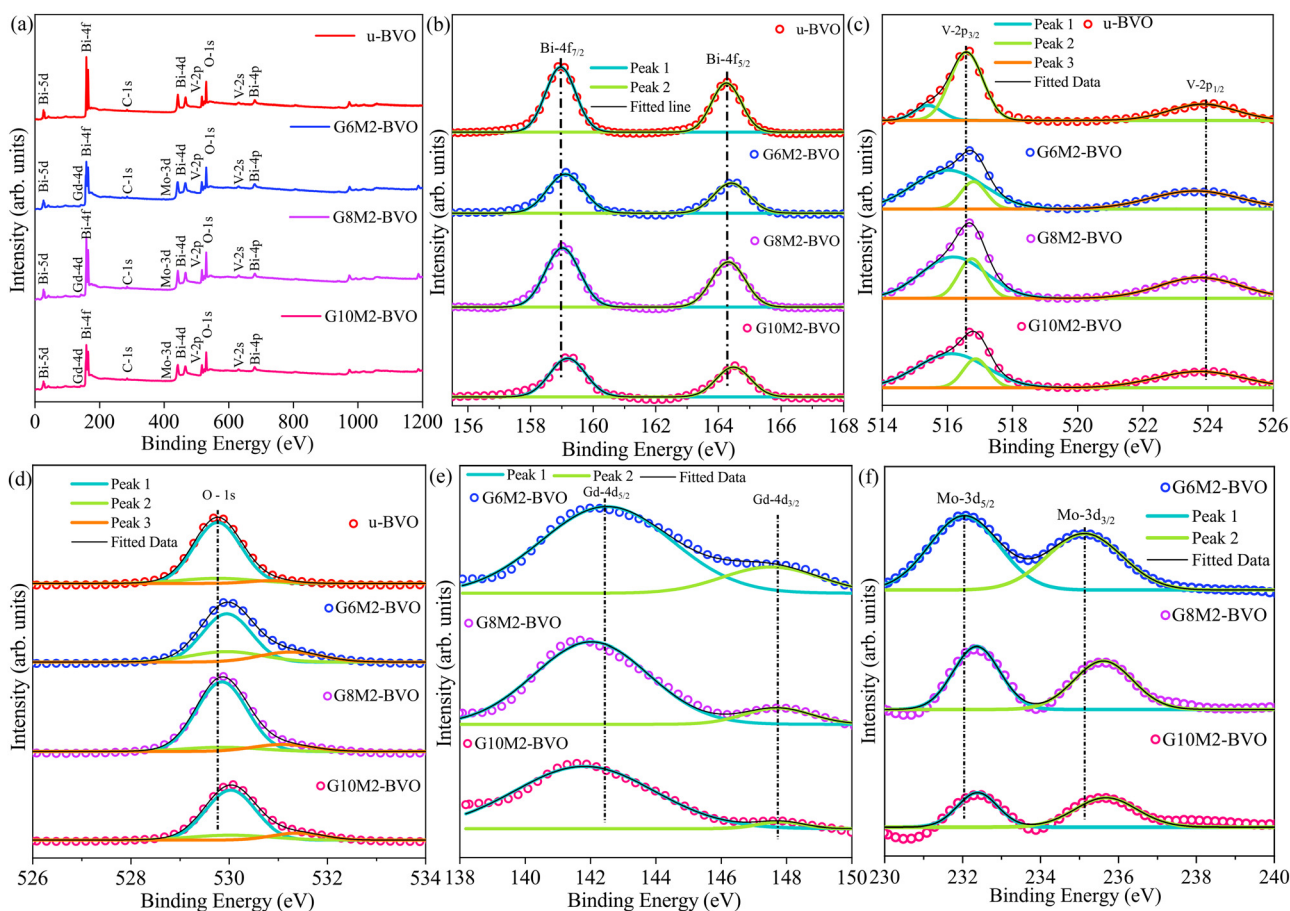 (a)
u-BVO
Bi-5d
Bi-4f
C-1s
Bi-4d
V-2p
O-1s
V-2s
Bi-4p
G6M2-BVO
Bi-5d
Gd-4d
Bi-4f
C-1s
Mo-3d
Bi-4d
V-2p
O-1s
V-2s
Bi-4p
G8M2-BVO
Bi-5d
Gd-4d
Bi-4f
C-1s
Mo-3d
Bi-4d
V-2p
O-1s
V-2s
Bi-4p
G10M2-BVO
Bi-5d
Gd-4d
Bi-4f
C-1s
Mo-3d
Bi-4d
V-2p
O-1s
V-2s
Bi-4p
Intensity (arb. units)
0 200 400 600 800 1000 1200
Binding Energy (eV)
(b)
u-BVO
Bi-4f7/2
Bi-4f5/2
Peak 1
Peak 2
Fitted line
G6M2-BVO
G8M2-BVO
G10M2-BVO
Intensity (arb. units)
156 158 160 162 164 166 168
Binding Energy (eV)
(c)
V-2p3/2
u-BVO
Peak 1
Peak 2
Peak 3
Fitted Data
V-2p1/2
G6M2-BVO
G8M2-BVO
G10M2-BVO
Intensity (arb. units)
514 516 518 520 522 524 526
Binding Energy (eV)
(d)
Peak 1
Peak 2
Peak 3
Fitted Data
O - 1s
u-BVO
G6M2-BVO
G8M2-BVO
G10M2-BVO
Intensity (arb. units)
526 528 530 532 534
Binding Energy (eV)
(e)
Peak 1
Peak 2
Fitted Data
G6M2-BVO
Gd-4d5/2
Gd-4d3/2
G8M2-BVO
G10M2-BVO
Intensity (arb. units)
138 140 142 144 146 148 150
Binding Energy (eV)
(f)
G6M2-BVO
Mo-3d5/2
Mo-3d3/2
Peak 1
Peak 2
Fitted Data
G8M2-BVO
G10M2-BVO
Intensity (arb. units)
230 232 234 236 238 240
Binding Energy (eV)